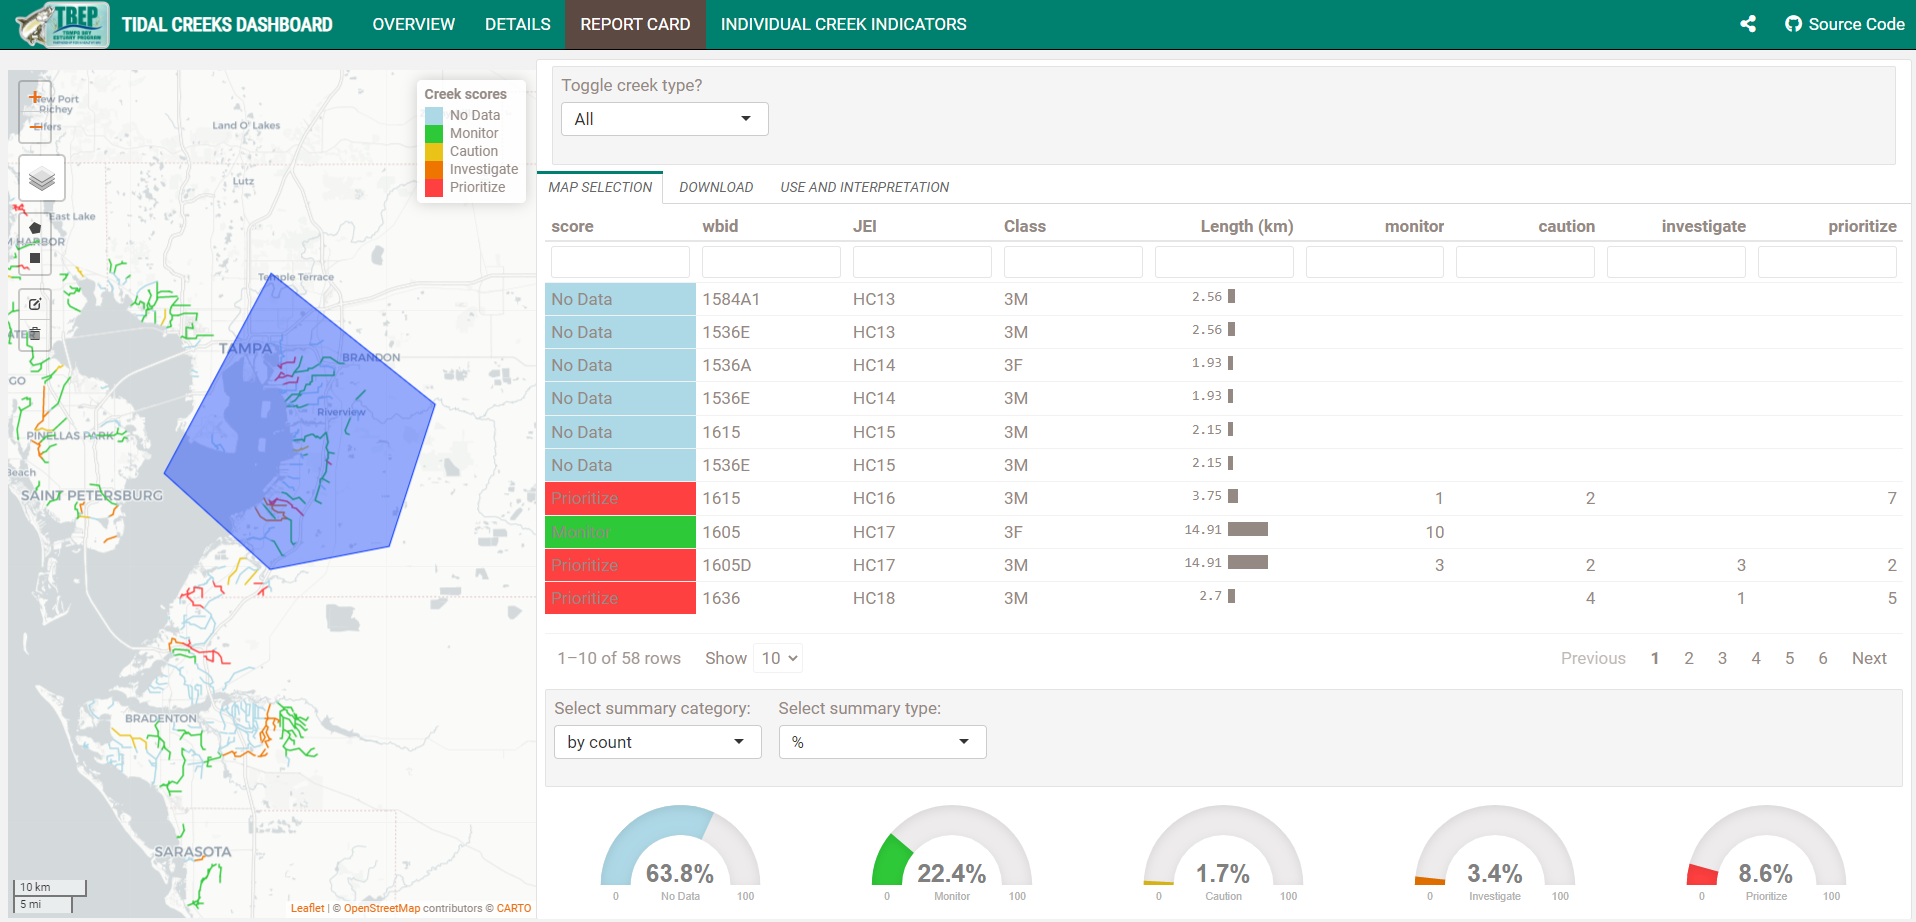 TBEP
TAMPA BAY
ESTUARY PROGRAM
TIDAL CREEKS DASHBOARD
OVERVIEW
DETAILS
REPORT CARD
INDIVIDUAL CREEK INDICATORS
Source Code
+
−
New Port
Richey
Elfers
Land O' Lakes
Lutz
East Lake
M HARBOR
Temple Terrace
TAMPA
BRANDON
Riverview
GO
PINELLAS PARK
Beach
SAINT PETERSBURG
BRADENTON
SARASOTA
10 km
5 mi
Leaflet | © OpenStreetMap contributors © CARTO
Creek scores
No Data
Monitor
Caution
Investigate
Prioritize
Toggle creek type?
All
MAP SELECTION
DOWNLOAD
USE AND INTERPRETATION
score wbid JEI Class Length (km) monitor caution investigate prioritize
No Data 1584A1 HC13 3M 2.56
No Data 1536E HC13 3M 2.56
No Data 1536A HC14 3F 1.93
No Data 1536E HC14 3M 1.93
No Data 1615 HC15 3M 2.15
No Data 1536E HC15 3M 2.15
Prioritize 1615 HC16 3M 3.75 1 2 7
Monitor 1605 HC17 3F 14.91 10
Prioritize 1605D HC17 3M 14.91 3 2 3 2
Prioritize 1636 HC18 3M 2.7 4 1 5
1–10 of 58 rows
Show 10
Previous 1 2 3 4 5 6 Next
Select summary category:
by count
Select summary type:
%
63.8%
0 No Data 100
22.4%
0 Monitor 100
1.7%
0 Caution 100
3.4%
0 Investigate 100
8.6%
0 Prioritize 100